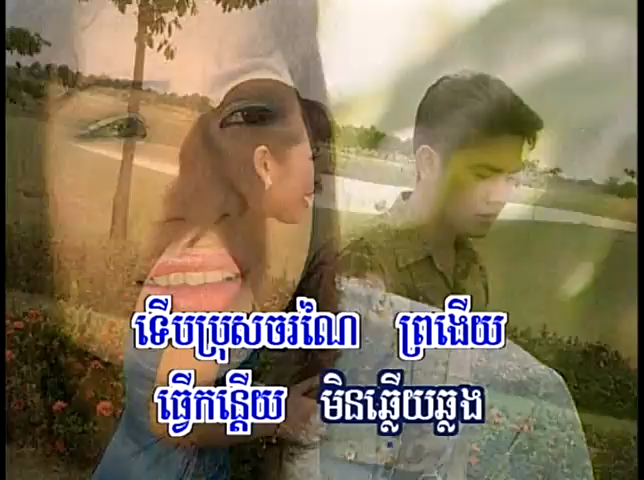 ទើបប្រុសចរណៃ ព្រងើយ
ធ្វើកន្តើយ មិនឆ្លើយឆ្លង